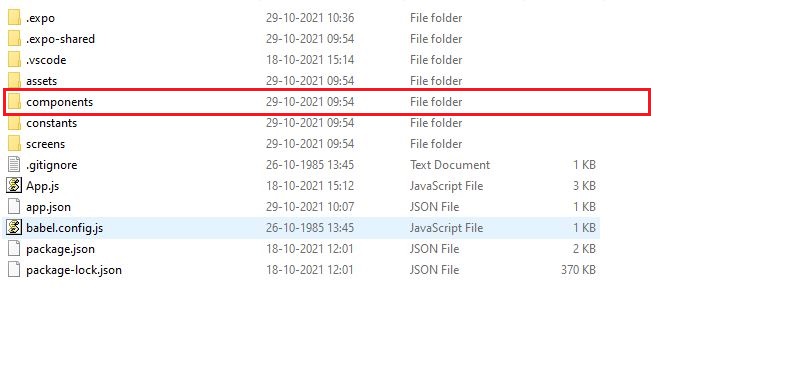 .expo 29-10-2021 10:36 File folder
.expo-shared 29-10-2021 09:54 File folder
.vscode 18-10-2021 15:14 File folder
assets 29-10-2021 09:54 File folder
components 29-10-2021 09:54 File folder
constants 29-10-2021 09:54 File folder
screens 29-10-2021 09:54 File folder
.gitignore 26-10-1985 13:45 Text Document 1 KB
App.js 18-10-2021 15:12 JavaScript File 3 KB
app.json 29-10-2021 10:07 JSON File 1 KB
babel.config.js 26-10-1985 13:45 JavaScript File 1 KB
package.json 18-10-2021 12:01 JSON File 2 KB
package-lock.json 18-10-2021 12:01 JSON File 370 KB